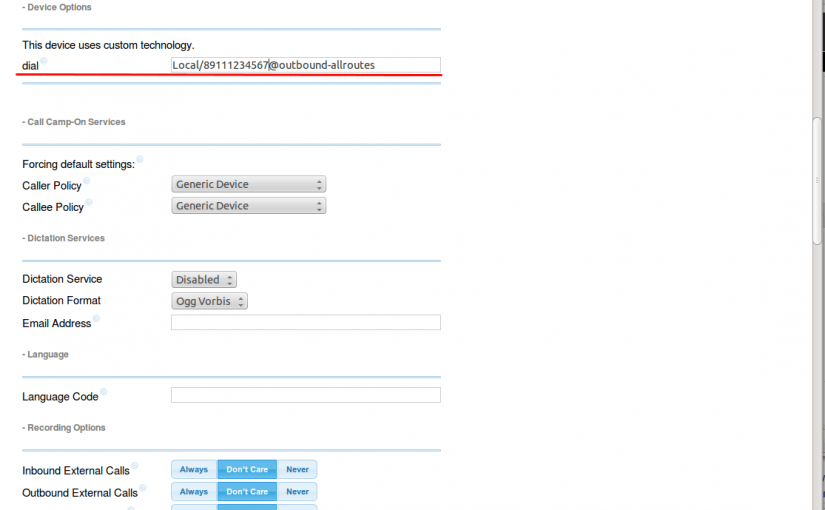 - Device Options
This device uses custom technology.
dial Local/89111234567@outbound-allroutes
- Call Camp-On Services
Forcing default settings:
Caller Policy Generic Device
Callee Policy Generic Device
- Dictation Services
Dictation Service Disabled
Dictation Format Ogg Vorbis
Email Address
- Language
Language Code
- Recording Options
Inbound External Calls Always Don't Care Never
Outbound External Calls Always Don't Care Never